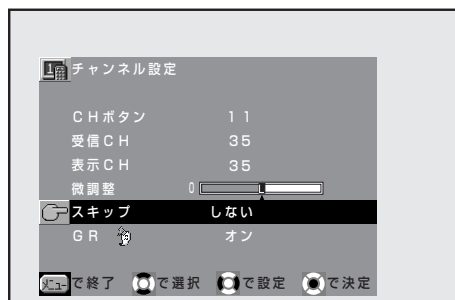 チャンネル設定
CHボタン 11
受信CH 35
表示CH 35
微調整 0
スキップ しない
GR オン
メニューで終了 で選択 で設定 で決定